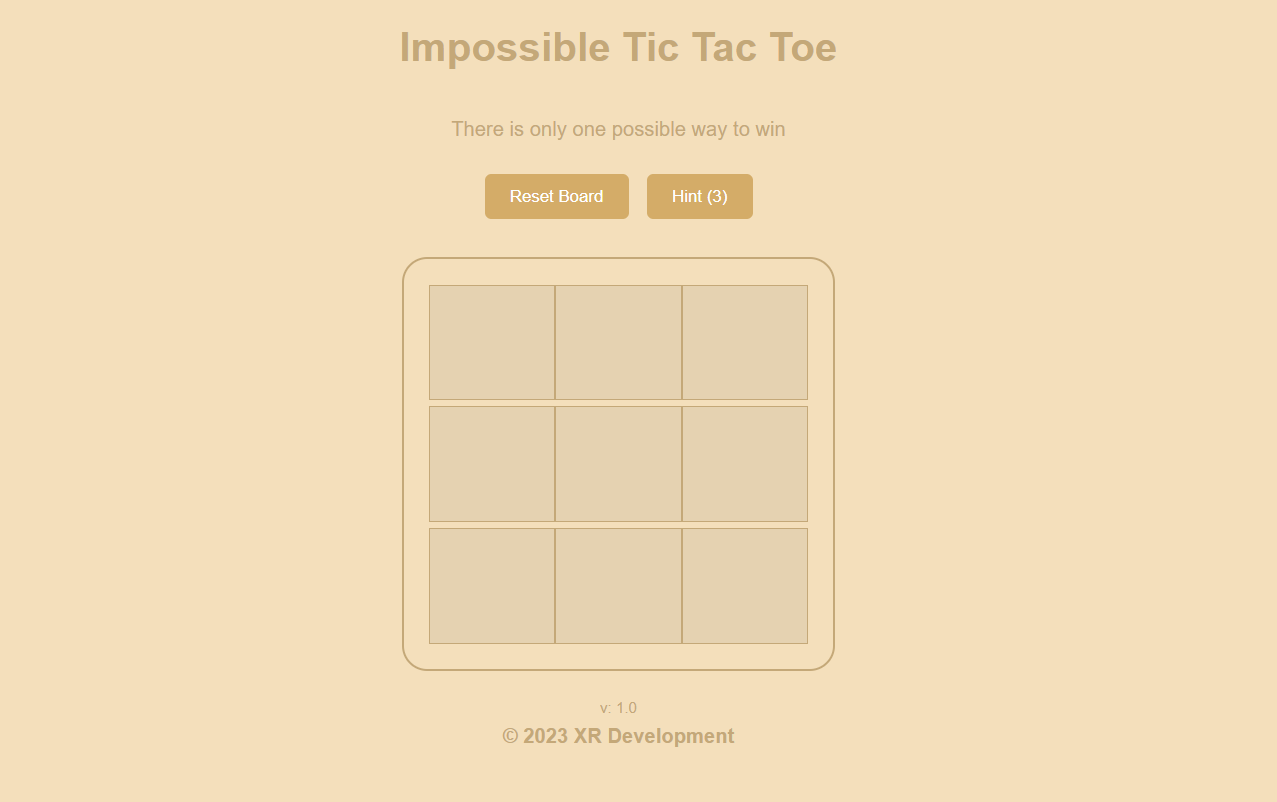 Impossible Tic Tac Toe
There is only one possible way to win
Reset Board
Hint (3)
v: 1.0
© 2023 XR Development